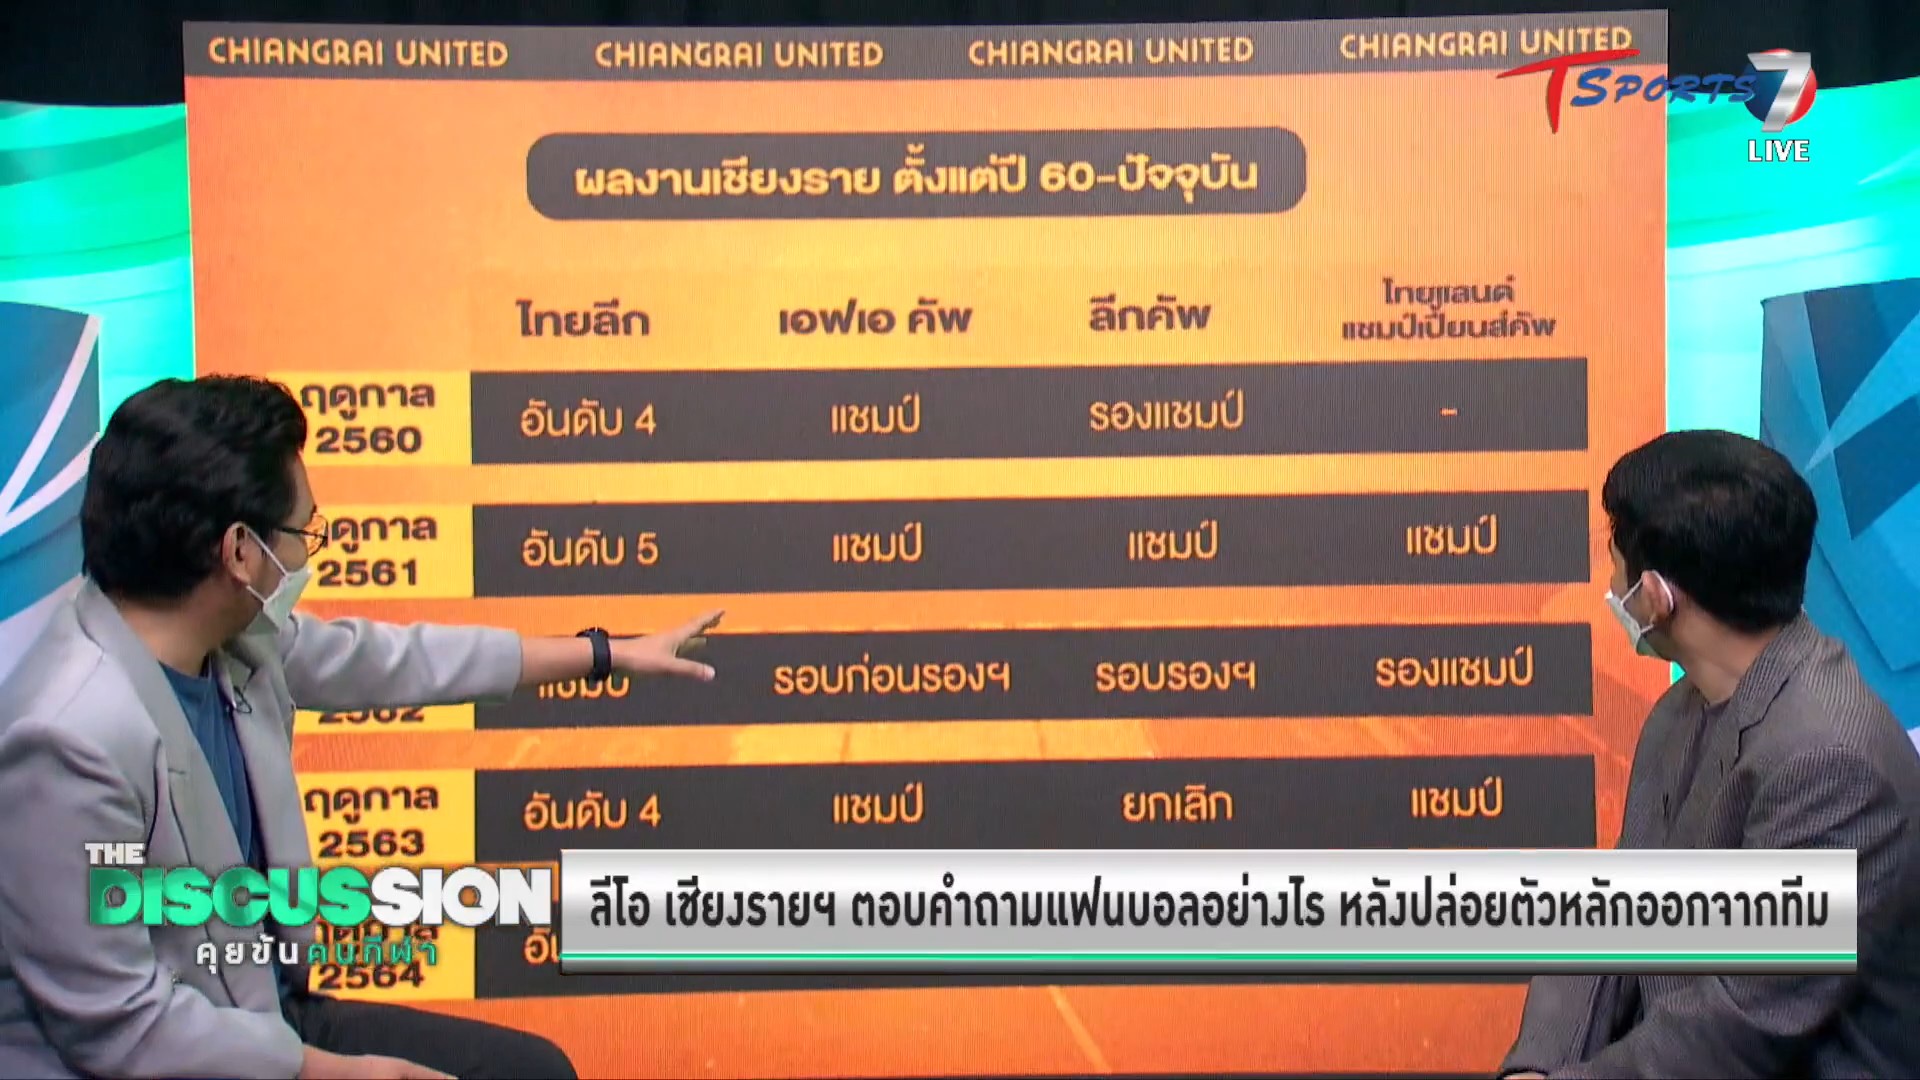 CHIANGRAI UNITED CHIANGRAI UNITED CHIANGRAI UNITED CHIANGRAI UNITED
TSPORTS 7
LIVE
ผลงานเชียงราย ตั้งแต่ปี 60-ปัจจุบัน
ไทยลีก เอฟเอ คัพ ลีกคัพ ไทยแลนด์
แชมป์เปี้ยนส์คัพ
ฤดูกาล
2560 อันดับ 4 แชมป์ รองแชมป์ -
ฤดูกาล
2561 อันดับ 5 แชมป์ แชมป์ แชมป์
2562 แชมป์ รอบก่อนรองฯ รอบรองฯ รองแชมป์
ฤดูกาล
2563 อันดับ 4 แชมป์ ยกเลิก แชมป์
2564
THE
DISCUSSION
คุยข้นคนกีฬา
ลีโอ เชียงรายฯ ตอบคำถามแฟนบอลอย่างไร หลังปล่อยตัวหลักออกจากทีม